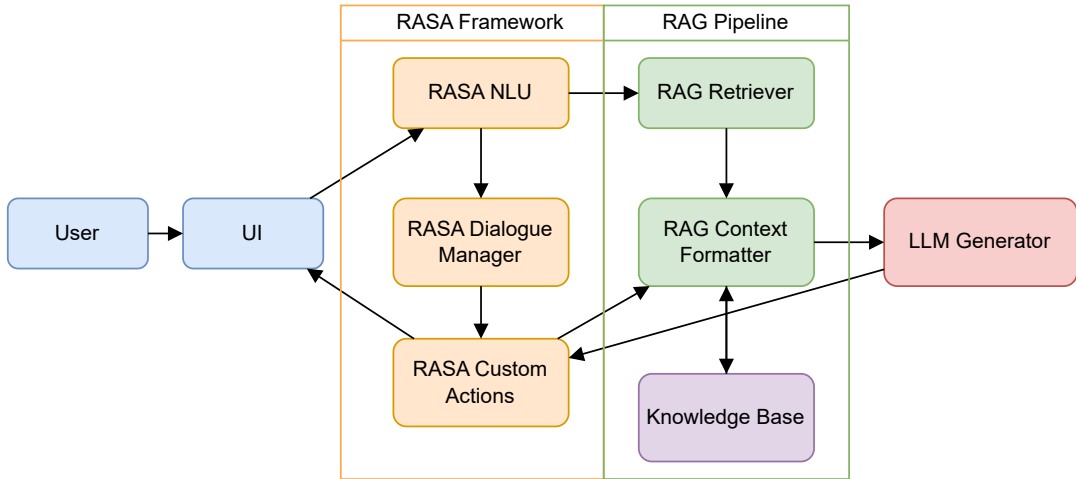 RASA Framework
RAG Pipeline
RASA NLU
RAG Retriever
User
UI
RASA Dialogue
Manager
RAG Context
Formatter
LLM Generator
RASA Custom
Actions
Knowledge Base